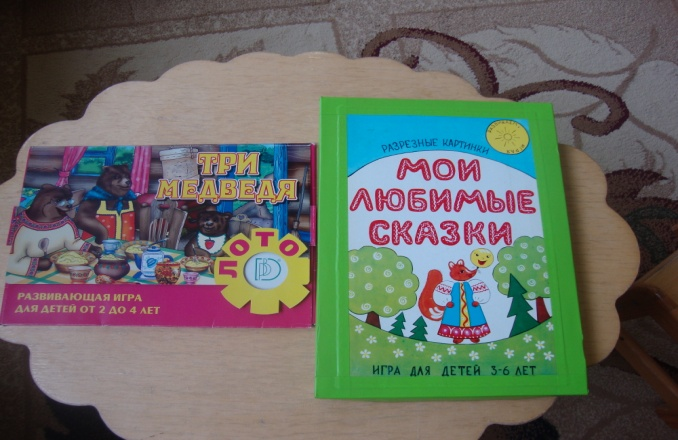 ТРИ
МЕДВЕДЯ
ЛОТО
РАЗВИВАЮЩАЯ ИГРА
ДЛЯ ДЕТЕЙ ОТ 2 ДО 4 ЛЕТ
РАЗРЕЗНЫЕ КАРТИНКИ
МОИ
ЛЮБИМЫЕ
СКАЗКИ
ИГРА ДЛЯ ДЕТЕЙ 3-6 ЛЕТ